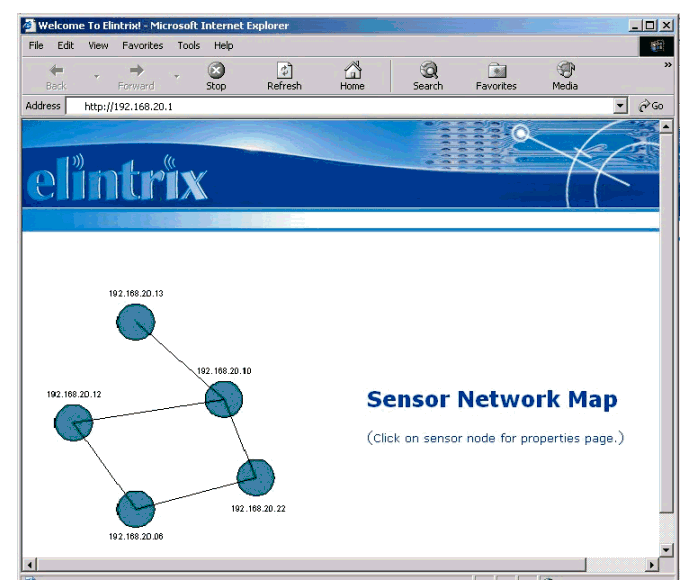 Welcome To Elintrix! - Microsoft Internet Explorer
File Edit View Favorites Tools Help
Back Forward Stop Refresh Home Search Favorites Media »
Address http://192.168.20.1 Go
elintrix
192.168.20.13
192.168.20.10
192.168.20.12
Sensor Network Map
(Click on sensor node for properties page.)
192.168.20.22
192.168.20.06